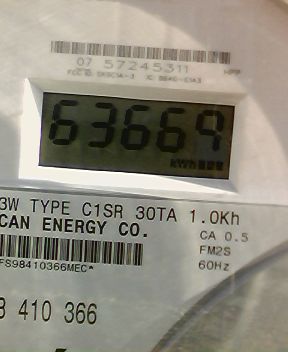 07 57245311
63669
kWh
3W TYPE C1SR 30TA 1.0Kh
CAN ENERGY CO.
CA 0.5
FM2S
60Hz
FS98410366MEC*
410 366